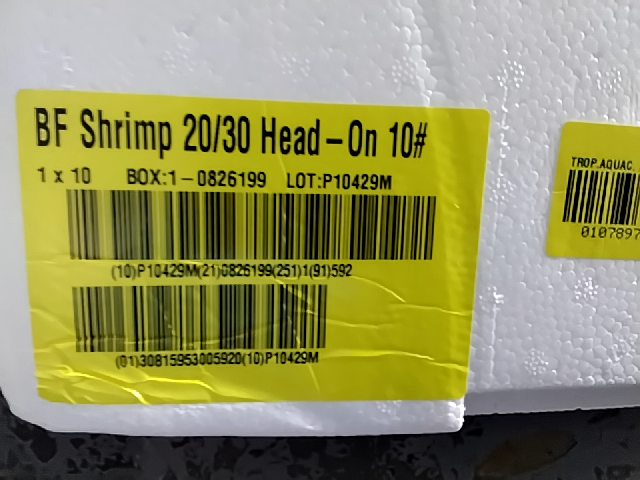 BF Shrimp 20/30 Head-On 10#
1 x 10 BOX:1-0826199 LOT:P10429M
(10)P10429M(21)0826199(251)1(91)592
(01)30815953005920(10)P10429M
TROP.AQUAC.
0107897